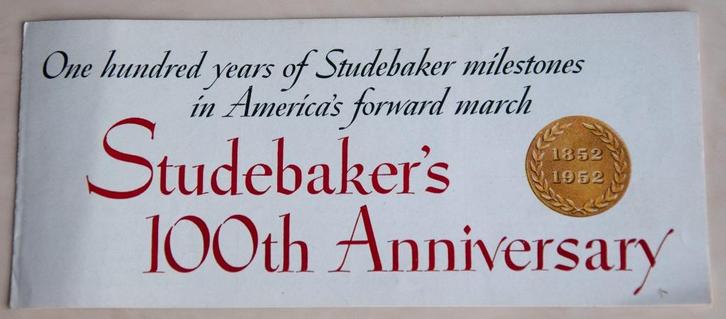 One hundred years of Studebaker milestones
in America's forward march
Studebaker's
1852
1952
100th Anniversary